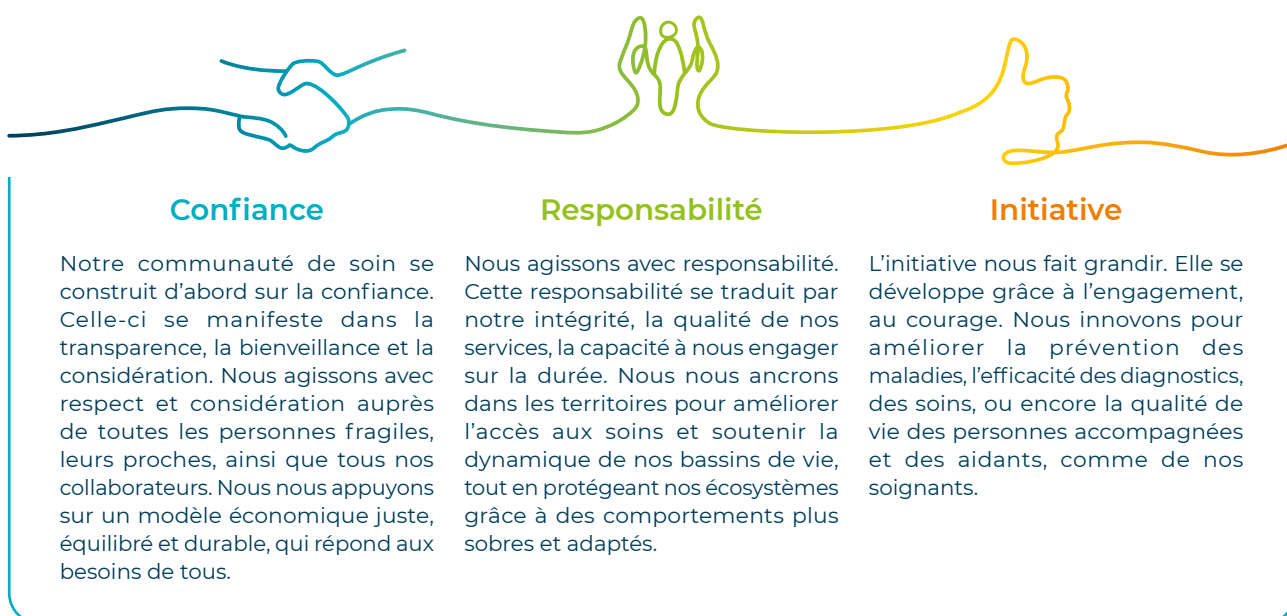 Confiance
Notre communauté de soin se
construit d’abord sur la confiance.
Celle-ci se manifeste dans la
transparence, la bienveillance et la
considération. Nous agissons avec
respect et considération auprès
de toutes les personnes fragiles,
leurs proches, ainsi que tous nos
collaborateurs. Nous nous appuyons
sur un modèle économique juste,
équilibré et durable, qui répond aux
besoins de tous.
Responsabilité
Nous agissons avec responsabilité.
Cette responsabilité se traduit par
notre intégrité, la qualité de nos
services, la capacité à nous engager
sur la durée. Nous nous ancrons
dans les territoires pour améliorer
l’accès aux soins et soutenir la
dynamique de nos bassins de vie,
tout en protégeant nos écosystèmes
grâce à des comportements plus
sobres et adaptés.
Initiative
L’initiative nous fait grandir. Elle se
développe grâce à l’engagement,
au courage. Nous innovons pour
améliorer la prévention des
maladies, l’efficacité des diagnostics,
des soins, ou encore la qualité de
vie des personnes accompagnées
et des aidants, comme de nos
soignants.